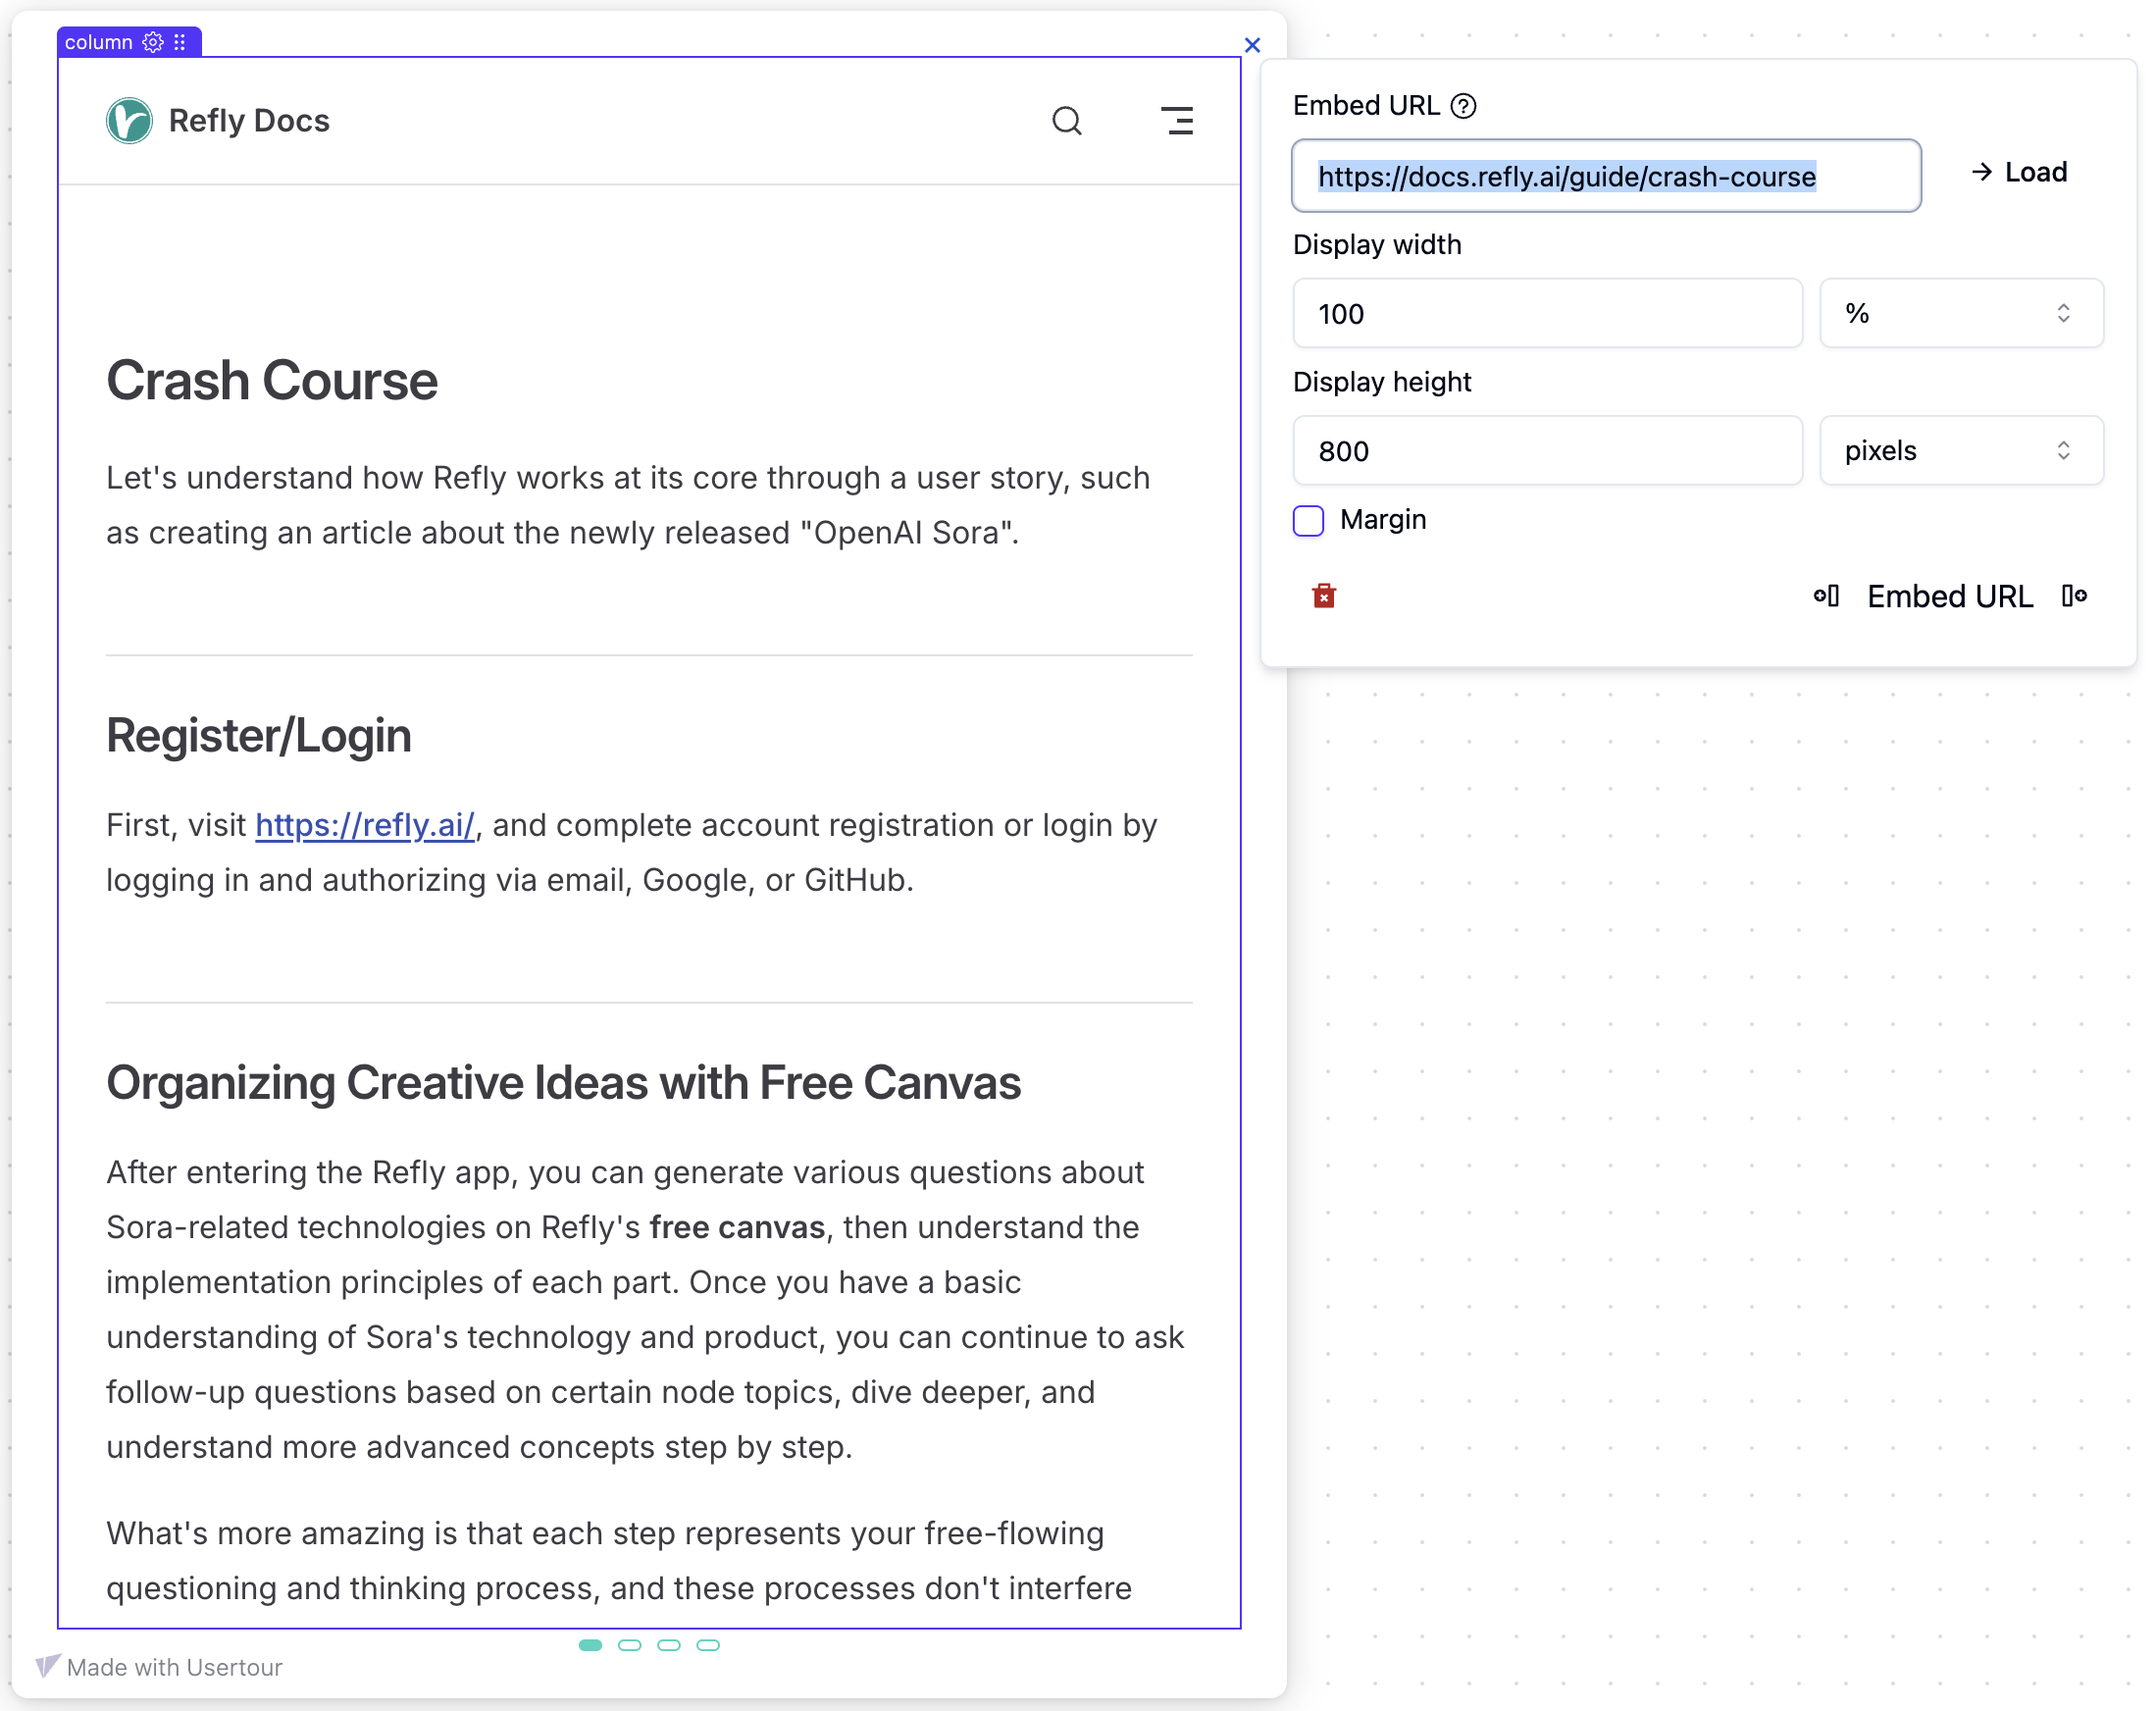 column
Refly Docs
Crash Course
Let's understand how Refly works at its core through a user story, such
as creating an article about the newly released "OpenAI Sora".
Register/Login
First, visit https://refly.ai/, and complete account registration or login by
logging in and authorizing via email, Google, or GitHub.
Organizing Creative Ideas with Free Canvas
After entering the Refly app, you can generate various questions about
Sora-related technologies on Refly's free canvas, then understand the
implementation principles of each part. Once you have a basic
understanding of Sora's technology and product, you can continue to ask
follow-up questions based on certain node topics, dive deeper, and
understand more advanced concepts step by step.
What's more amazing is that each step represents your free-flowing
questioning and thinking process, and these processes don't interfere
Made with Usertour
Embed URL
https://docs.refly.ai/guide/crash-course
Load
Display width
100
%
Display height
800
pixels
Margin
Embed URL